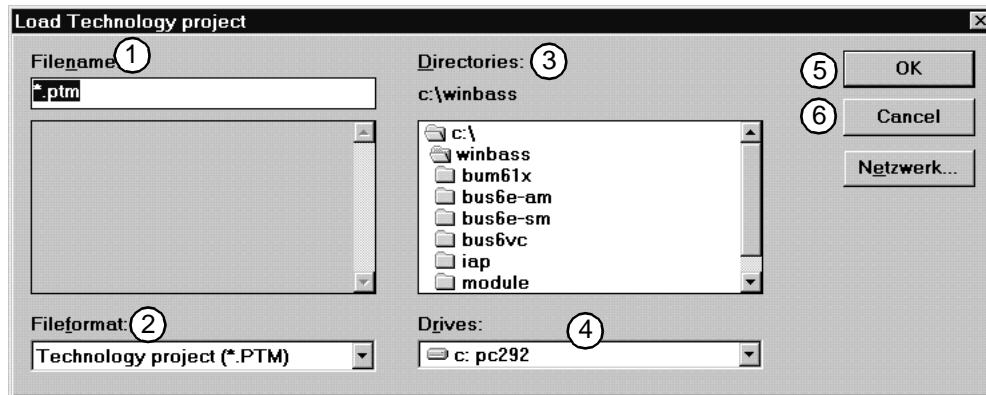 Load Technology project
Filename 1
*.ptm
Fileformat: 2
Technology project (*.PTM)
Directories: 3
c:\winbass
c:\
winbass
bum61x
bus6e-am
bus6e-sm
bus6vc
iap
module
Drives: 4
c: pc292
5 OK
6 Cancel
Netzwerk...